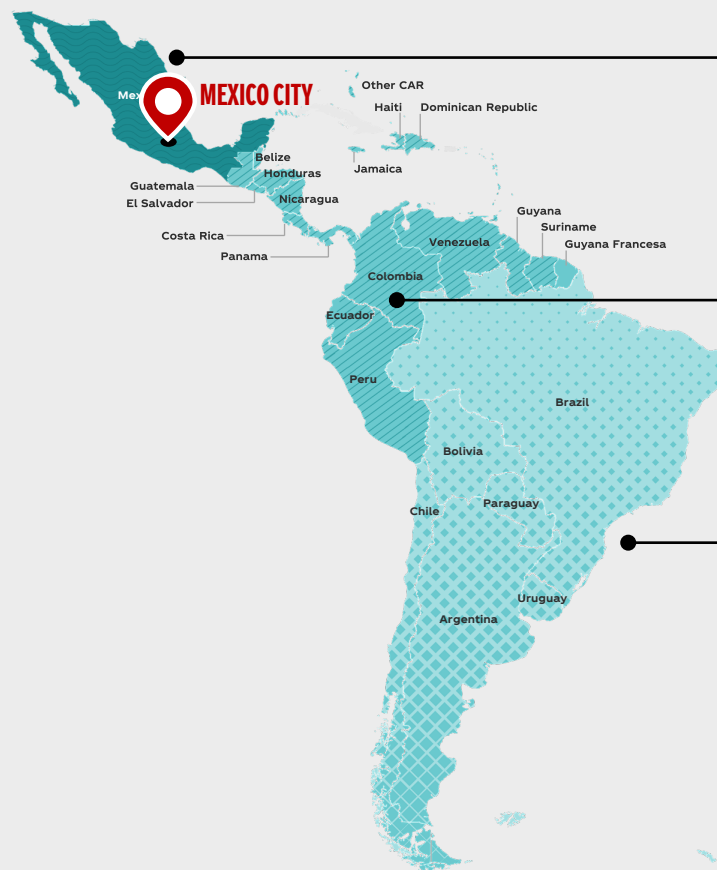 Other CAR
Mex
MEXICO CITY
Haiti
Dominican Republic
Belize
Jamaica
Honduras
Guatemala
El Salvador
Nicaragua
Guyana
Suriname
Costa Rica
Venezuela
Guyana Francesa
Panama
Colombia
Ecuador
Peru
Brazil
Bolivia
Paraguay
Chile
Uruguay
Argentina